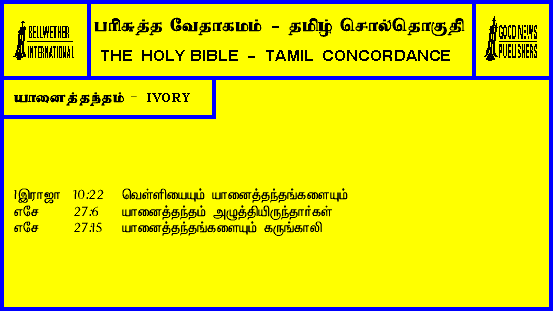 BELLWETHER
INTERNATIONAL
பரிசுத்த வேதாகமம் - தமிழ் சொல்தொகுதி
THE HOLY BIBLE - TAMIL CONCORDANCE
GOOD NEWS
PUBLISHERS
யானைத்தந்தம் - IVORY
1இராஜா 10:22 வெள்ளியையும் யானைத்தந்தங்களையும்
எசே 27:6 யானைத்தந்தம் அழுத்தியிருந்தார்கள்
எசே 27:15 யானைத்தந்தங்களையும் கருங்காலி